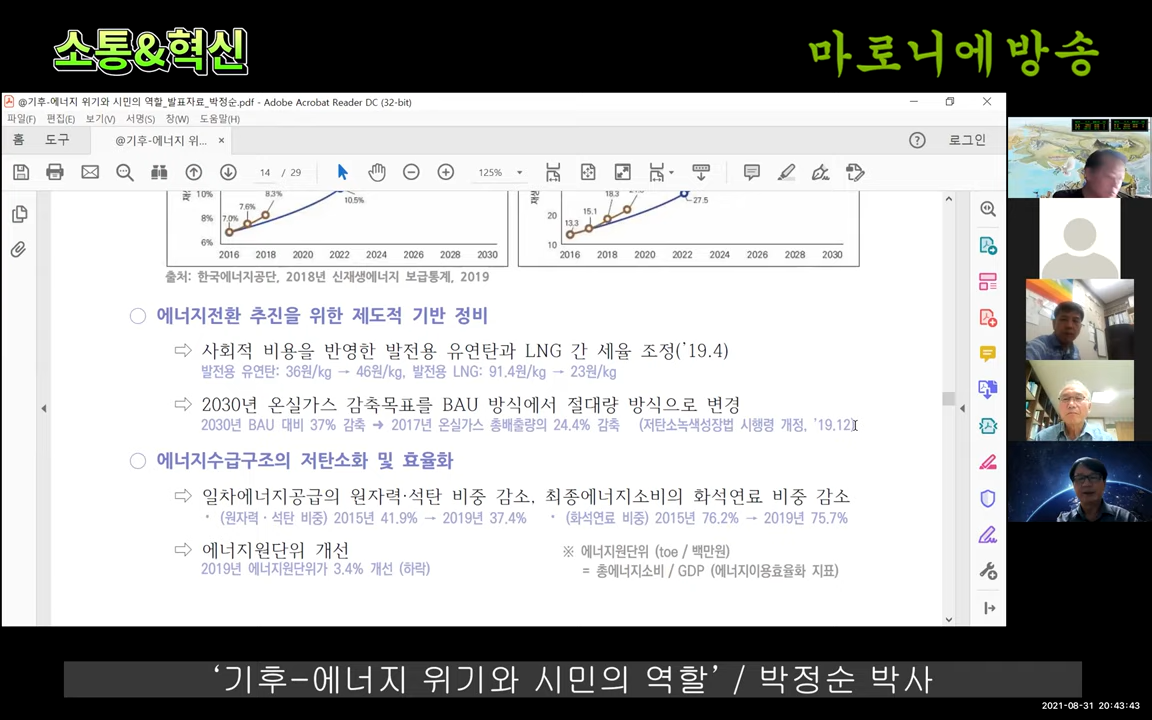 소통&혁신
마로니에방송
@기후-에너지 위기와 시민의 역할_발표자료_박정순.pdf - Adobe Acrobat Reader DC (32-bit)
파일(F) 편집(E) 보기(V) 서명(S) 창(W) 도움말(H)
홈 도구 @기후-에너지 위... × 로그인
14 / 29 125%
10% 8.3% 10.5%
8% 7.0% 7.6%
6%
2016 2018 2020 2022 2024 2026 2028 2030
18.3 27.5
20 13.3 15.1
10
2016 2018 2020 2022 2024 2026 2028 2030
출처: 한국에너지공단, 2018년 신재생에너지 보급통계, 2019
○ 에너지전환 추진을 위한 제도적 기반 정비
⇨ 사회적 비용을 반영한 발전용 유연탄과 LNG 간 세율 조정('19.4)
발전용 유연탄: 36원/kg → 46원/kg, 발전용 LNG: 91.4원/kg → 23원/kg
⇨ 2030년 온실가스 감축목표를 BAU 방식에서 절대량 방식으로 변경
2030년 BAU 대비 37% 감축 ➔ 2017년 온실가스 총배출량의 24.4% 감축 (저탄소녹색성장법 시행령 개정, '19.12)
○ 에너지수급구조의 저탄소화 및 효율화
⇨ 일차에너지공급의 원자력·석탄 비중 감소, 최종에너지소비의 화석연료 비중 감소
· (원자력·석탄 비중) 2015년 41.9% → 2019년 37.4% · (화석연료 비중) 2015년 76.2% → 2019년 75.7%
⇨ 에너지원단위 개선 ※ 에너지원단위 (toe / 백만원)
2019년 에너지원단위가 3.4% 개선 (하락) = 총에너지소비 / GDP (에너지이용효율화 지표)
‘기후-에너지 위기와 시민의 역할’ / 박정순 박사
2021-08-31 20:43:43